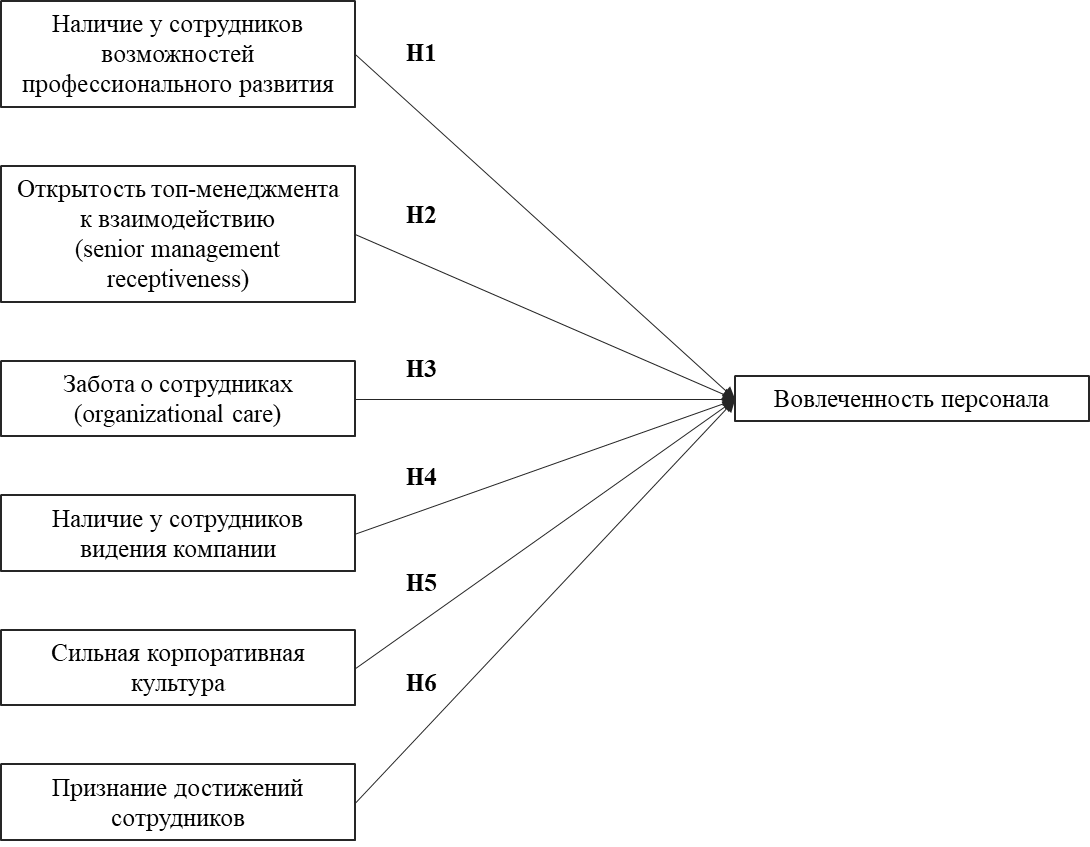 Наличие у сотрудников
возможностей
профессионального развития
H1
Открытость топ-менеджмента
к взаимодействию
(senior management
receptiveness)
H2
Забота о сотрудниках
(organizational care)
H3
Наличие у сотрудников
видения компании
H4
Сильная корпоративная
культура
H5
Признание достижений
сотрудников
H6
Вовлеченность персонала